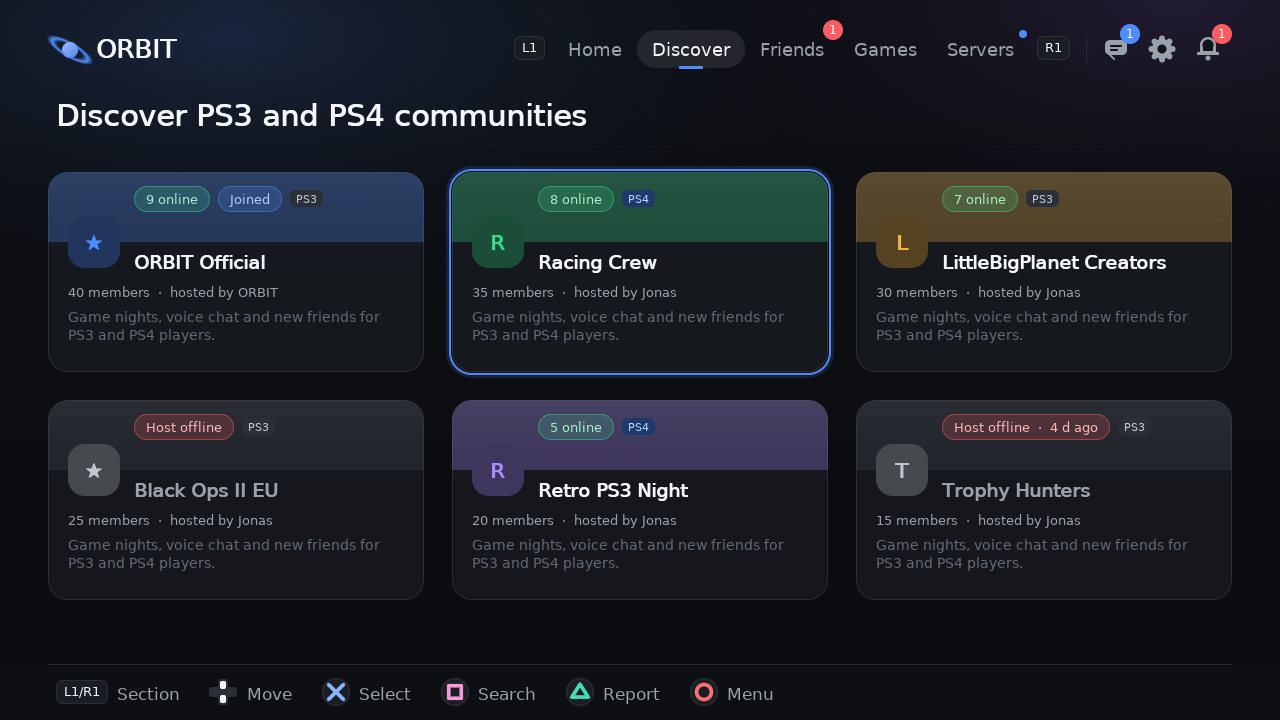 ORBIT
L1 Home Discover Friends 1 Games Servers R1 1 1
Discover PS3 and PS4 communities
9 online Joined PS3
ORBIT Official
40 members · hosted by ORBIT
Game nights, voice chat and new friends for
PS3 and PS4 players.
8 online PS4
R
Racing Crew
35 members · hosted by Jonas
Game nights, voice chat and new friends for
PS3 and PS4 players.
7 online PS3
L
LittleBigPlanet Creators
30 members · hosted by Jonas
Game nights, voice chat and new friends for
PS3 and PS4 players.
Host offline PS3
Black Ops II EU
25 members · hosted by Jonas
Game nights, voice chat and new friends for
PS3 and PS4 players.
5 online PS4
R
Retro PS3 Night
20 members · hosted by Jonas
Game nights, voice chat and new friends for
PS3 and PS4 players.
Host offline · 4 d ago PS3
T
Trophy Hunters
15 members · hosted by Jonas
Game nights, voice chat and new friends for
PS3 and PS4 players.
L1/R1 Section Move Select Search Report Menu